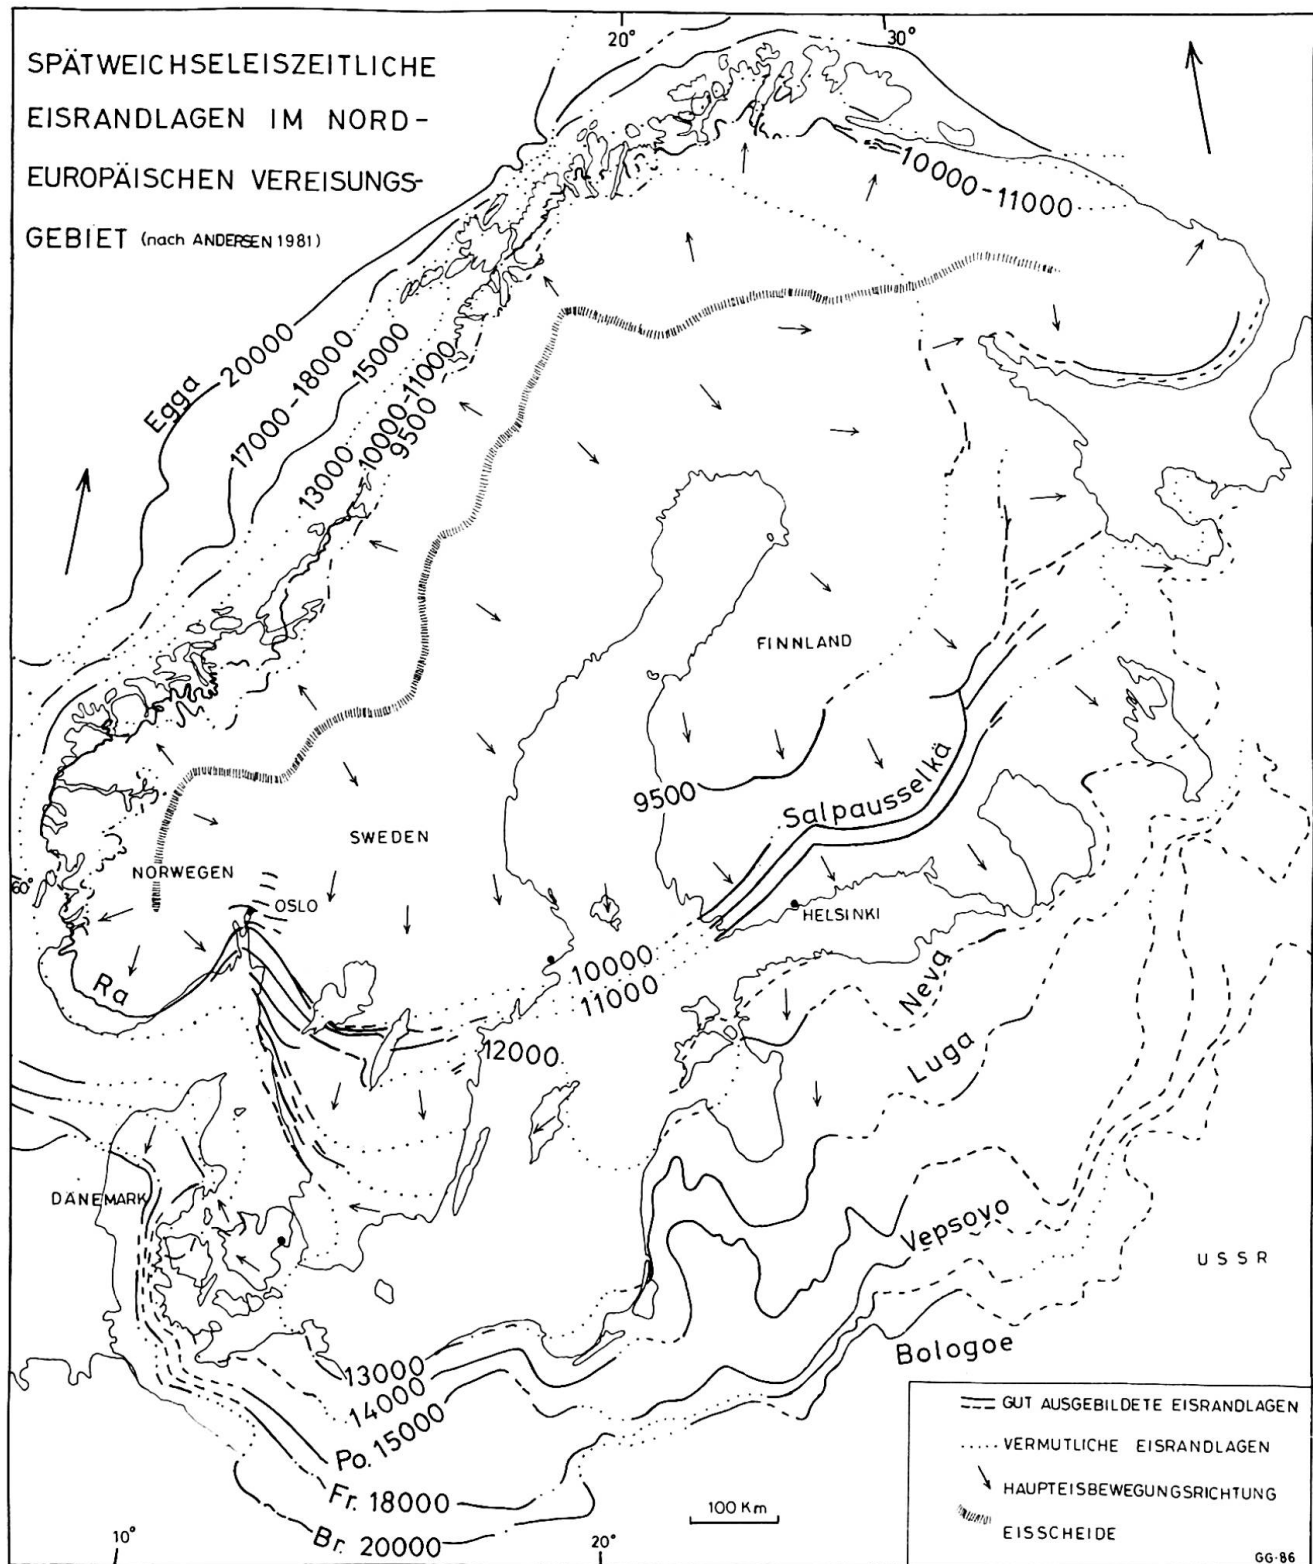 SPÄTWEICHSELEISZEITLICHE
EISRANDLAGEN IM NORD-
EUROPÄISCHEN VEREISUNGS-
GEBIET (nach ANDERSEN 1981)
20°
30°
10000-11000
Egga 20000
17000-18000
15000
13000
10000-11000
9500
FINNLAND
9500
Salpausselkä
SWEDEN
NORWEGEN
60°
OSLO
HELSINKI
Ra
10000
11000
12000
Neva
Luga
DÄNEMARK
Vepsovo
USSR
Bologoe
13000
14000
Po. 15000
Fr. 18000
Br. 20000
100 Km
10°
20°
GUT AUSGEBILDETE EISRANDLAGEN
VERMUTLICHE EISRANDLAGEN
HAUPTEISBEWEGUNGSRICHTUNG
EISSCHEIDE
GG-86